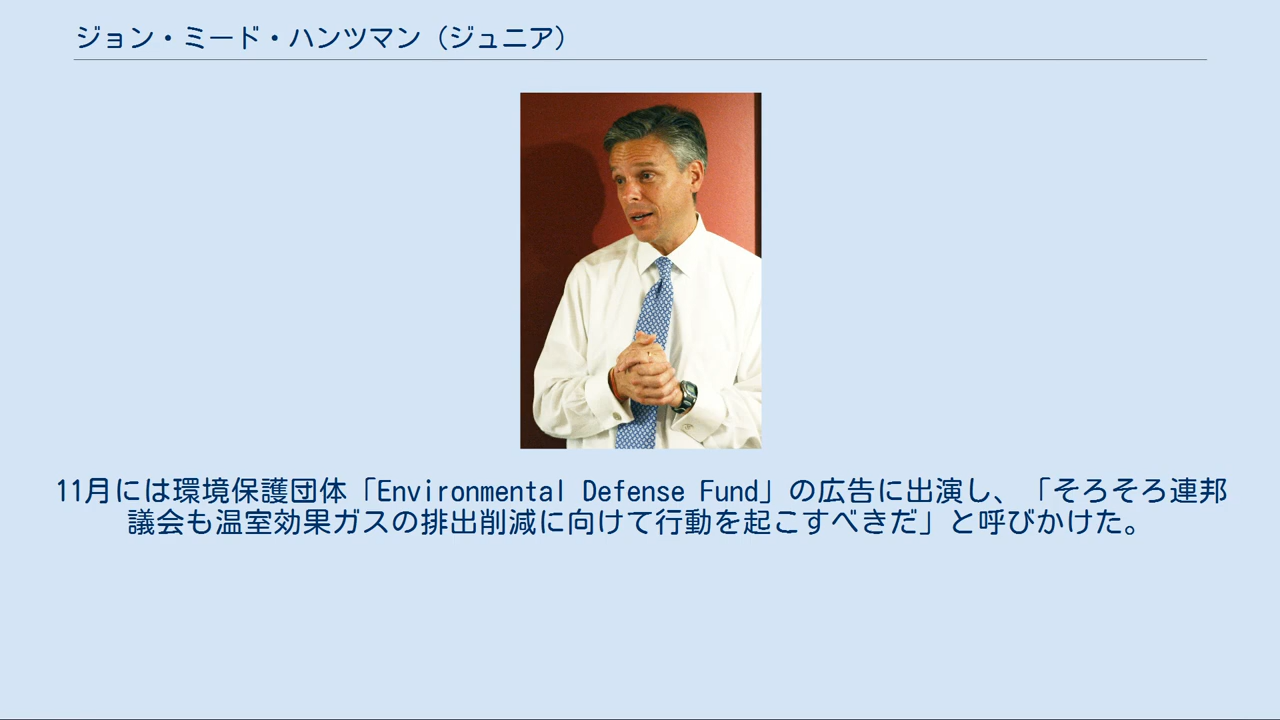 ジョン・ミード・ハンツマン（ジュニア）
11月には環境保護団体「Environmental Defense Fund」の広告に出演し、「そろそろ連邦
議会も温室効果ガスの排出削減に向けて行動を起こすべきだ」と呼びかけた。